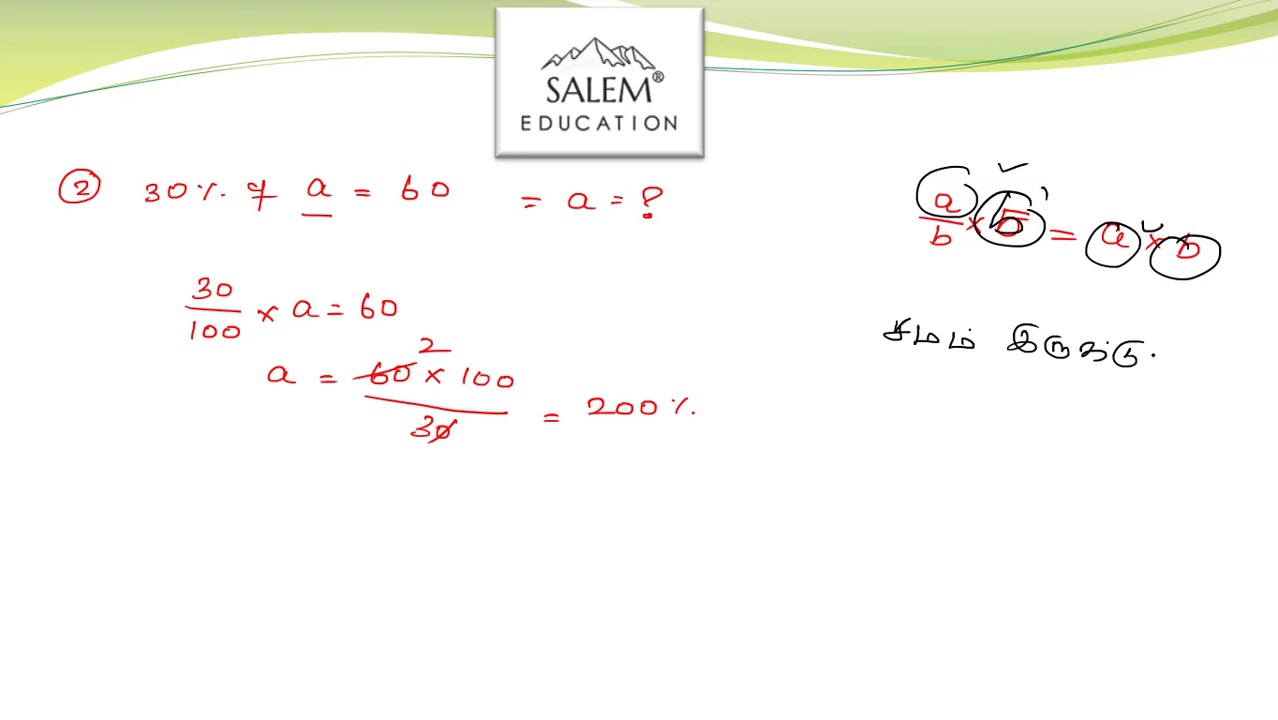 SALEM®
EDUCATION
② 30% of a = 60 = a = ?
a/b × b = a × b
30/100 × a = 60
சமம் இருந்து.
2
a = 60 × 100 / 30 = 200%